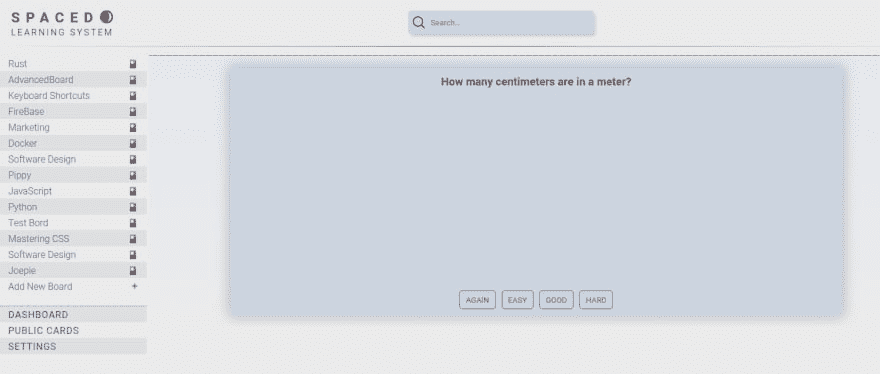 SPACED
LEARNING SYSTEM
Search...
Rust
AdvancedBoard
Keyboard Shortcuts
FireBase
Marketing
Docker
Software Design
Pippy
JavaScript
Python
Test Bord
Mastering CSS
Software Design
Joepie
Add New Board +
DASHBOARD
PUBLIC CARDS
SETTINGS
How many centimeters are in a meter?
AGAIN EASY GOOD HARD